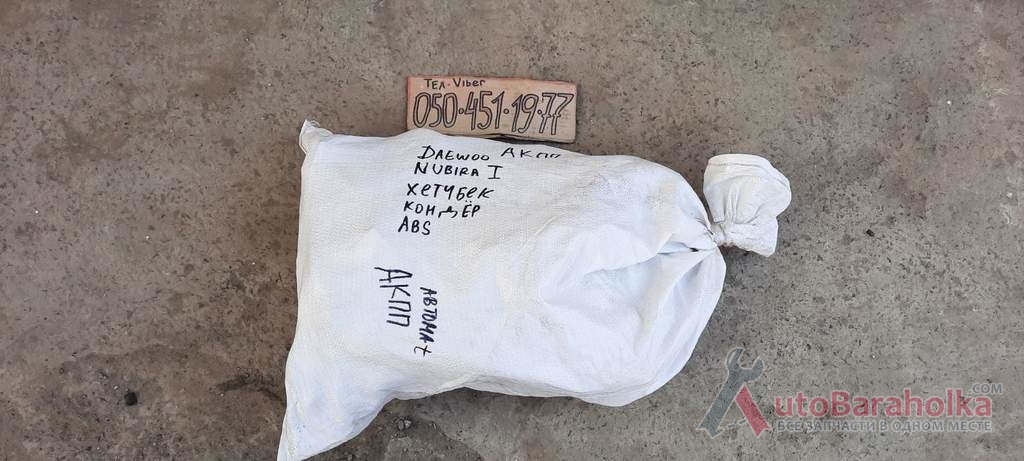 Тел. Viber
050-451-19-77
DAEWOO АКПП
NUBIRA I
хетчбек
кондёр
ABS
АКПП
АВТОМАt
AutoBaraholka.COM
ВСЕ ЗАПЧАСТИ В ОДНОМ МЕСТЕ